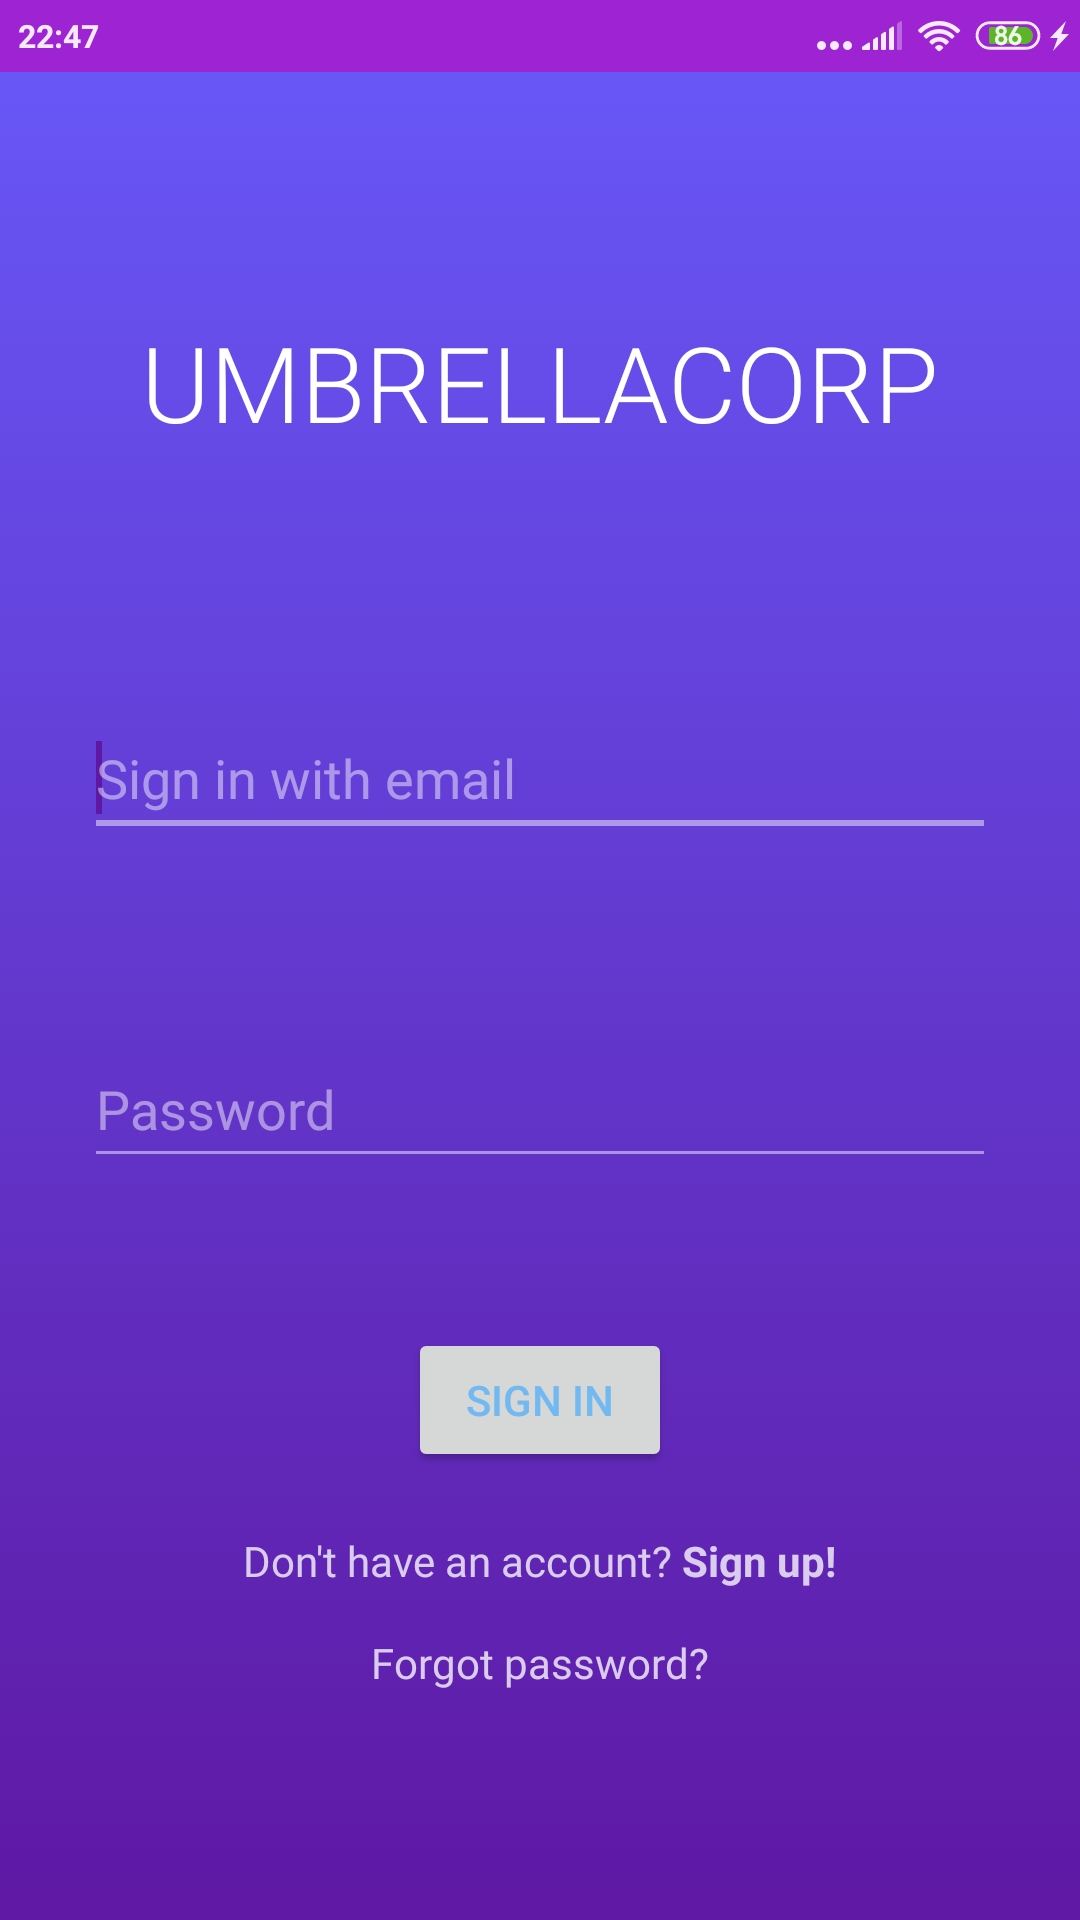 22:47 86
UMBRELLACORP
Sign in with email
Password
SIGN IN
Don't have an account? Sign up!
Forgot password?